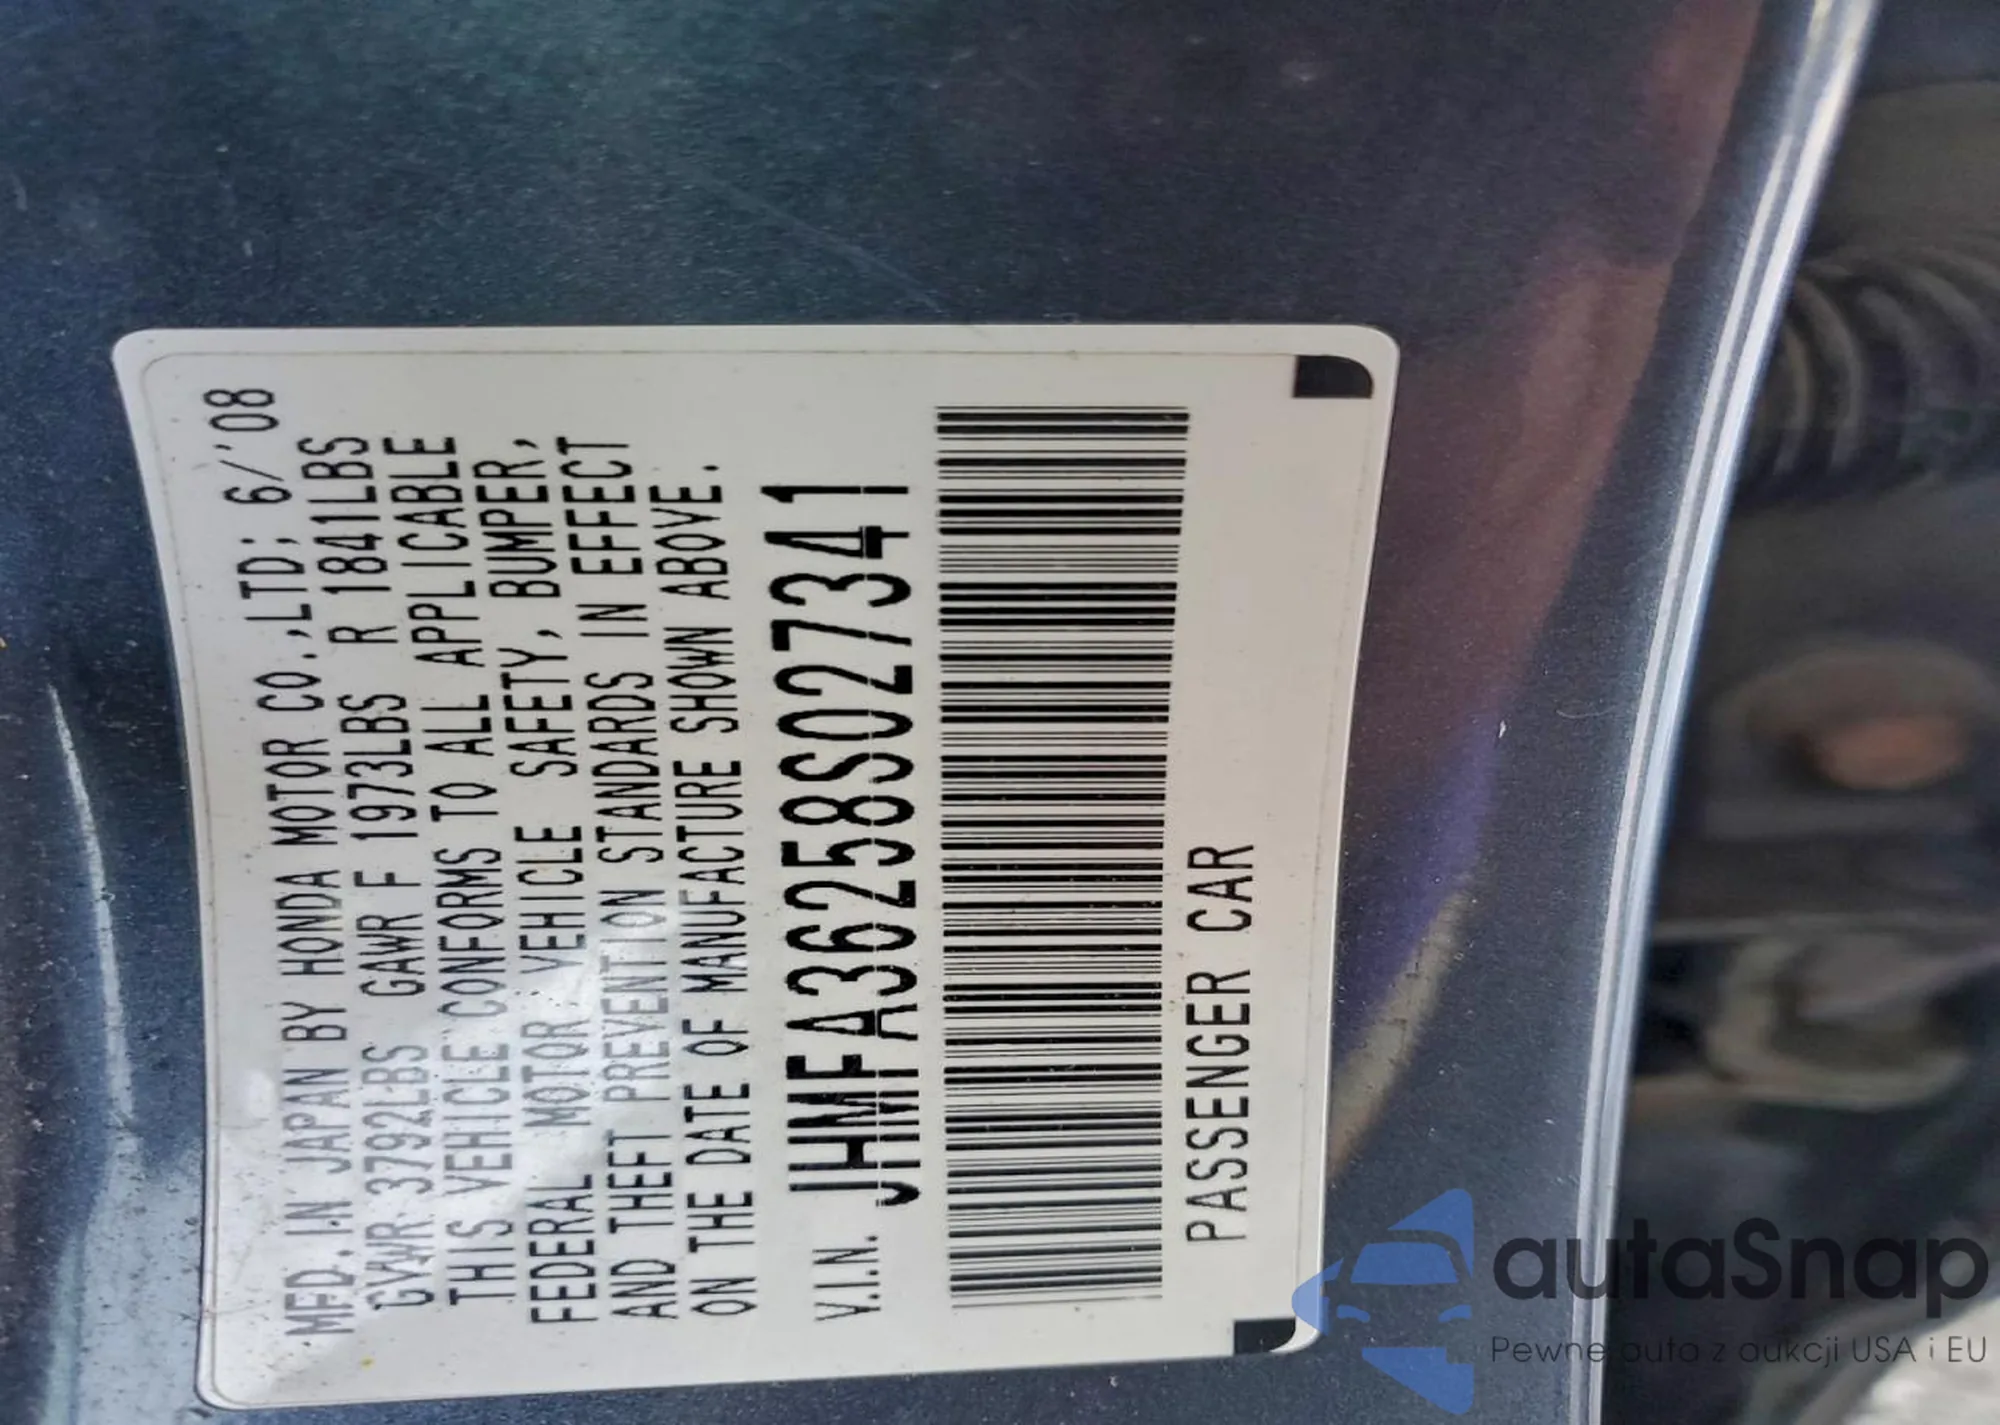 MFD. IN JAPAN BY HONDA MOTOR CO.,LTD; 6/'08
GVWR 3792LBS GAWR F 1973LBS R 1841LBS
THIS VEHICLE CONFORMS TO ALL APPLICABLE
FEDERAL MOTOR VEHICLE SAFETY, BUMPER,
AND THEFT PREVENTION STANDARDS IN EFFECT
ON THE DATE OF MANUFACTURE SHOWN ABOVE.
V.I.N. JHMFA36258S027341
PASSENGER CAR
autaSnap
Pewne auta z aukcji USA i EU